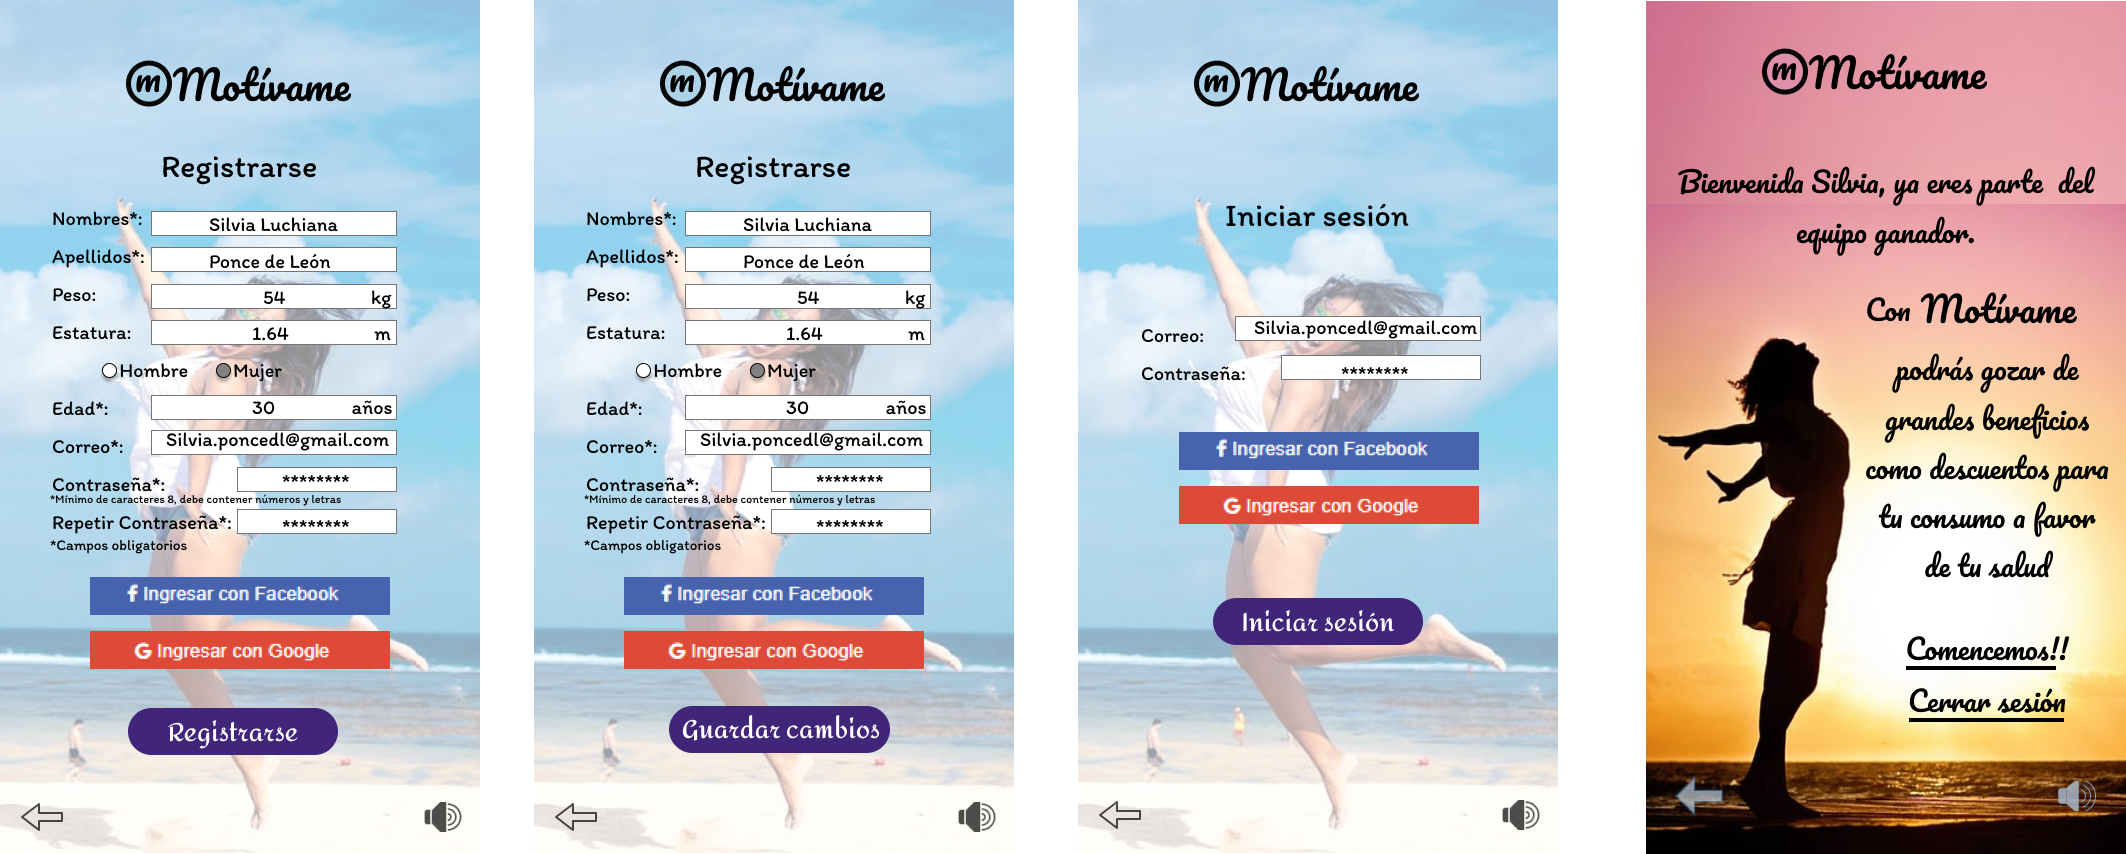 m Motívame
Registrarse
Nombres*: Silvia Luchiana
Apellidos*: Ponce de León
Peso: 54 kg
Estatura: 1.64 m
Hombre Mujer
Edad*: 30 años
Correo*: Silvia.poncedl@gmail.com
Contraseña*: ********
*Mínimo de caracteres 8, debe contener números y letras
Repetir Contraseña*: ********
*Campos obligatorios
f Ingresar con Facebook
G Ingresar con Google
Registrarse
m Motívame
Registrarse
Nombres*: Silvia Luchiana
Apellidos*: Ponce de León
Peso: 54 kg
Estatura: 1.64 m
Hombre Mujer
Edad*: 30 años
Correo*: Silvia.poncedl@gmail.com
Contraseña*: ********
*Mínimo de caracteres 8, debe contener números y letras
Repetir Contraseña*: ********
*Campos obligatorios
f Ingresar con Facebook
G Ingresar con Google
Guardar cambios
m Motívame
Iniciar sesión
Correo: Silvia.poncedl@gmail.com
Contraseña: ********
f Ingresar con Facebook
G Ingresar con Google
Iniciar sesión
m Motívame
Bienvenida Silvia, ya eres parte del
equipo ganador.
Con Motívame
podrás gozar de
grandes beneficios
como descuentos para
tu consumo a favor
de tu salud
Comencemos!!
Cerrar sesión